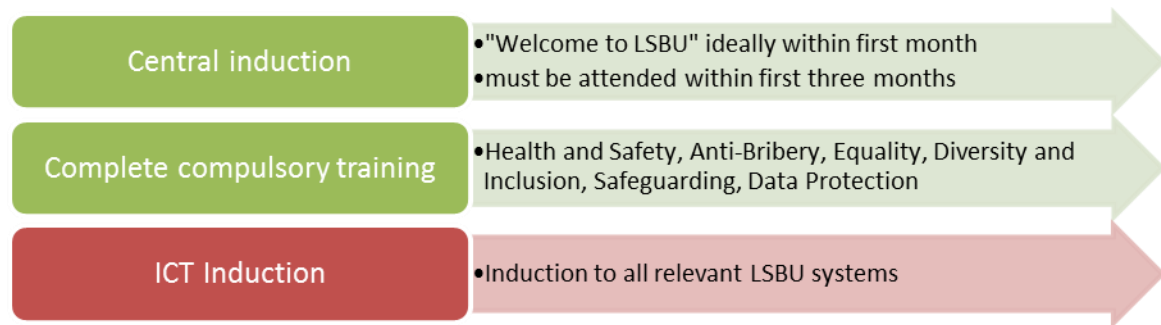 Central induction
•"Welcome to LSBU" ideally within first month
•must be attended within first three months
Complete compulsory training
•Health and Safety, Anti-Bribery, Equality, Diversity and
Inclusion, Safeguarding, Data Protection
ICT Induction
•Induction to all relevant LSBU systems